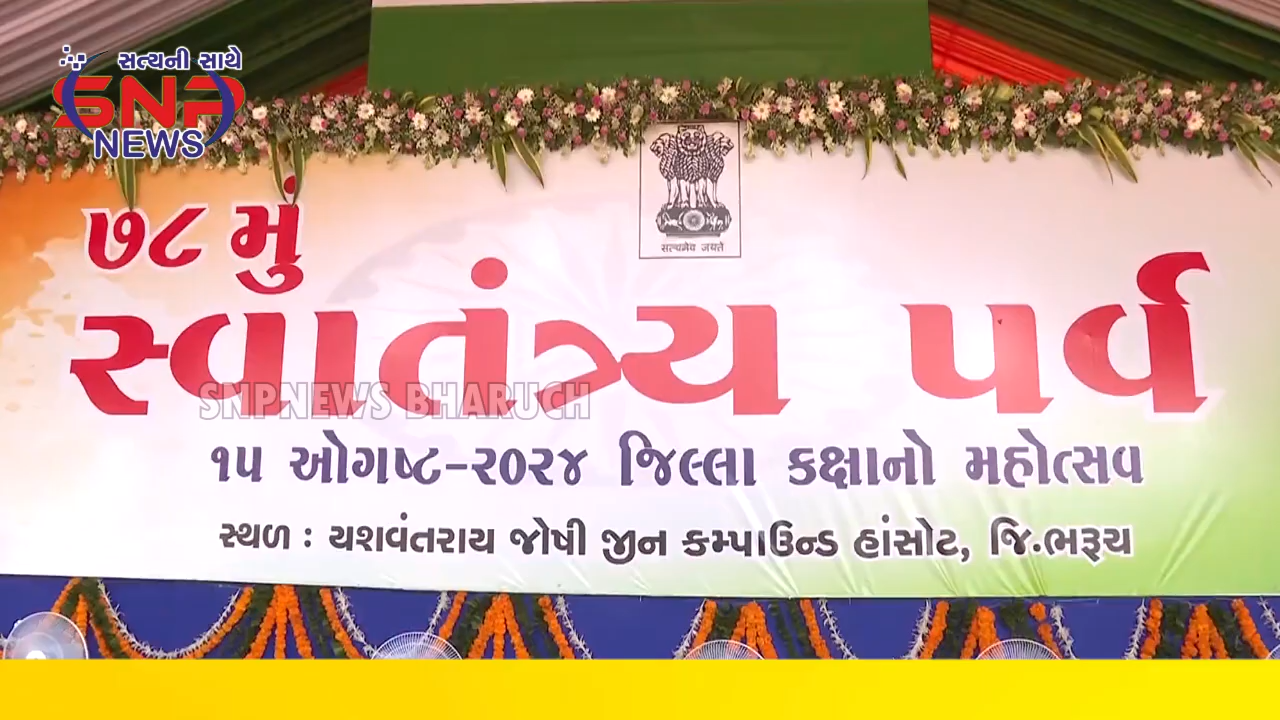 સત્યની સાથે
SNP
NEWS
સત્યમેવ જયતે
૭૮ મું
સ્વાતંત્ર્ય પર્વ
SNPNEWS BHARUCH
૧૫ ઓગષ્ટ-૨૦૨૪ જિલ્લા કક્ષાનો મહોત્સવ
સ્થળ : યશવંતરાય જોષી જીન કમ્પાઉન્ડ હાંસોટ, જિ.ભરૂચ